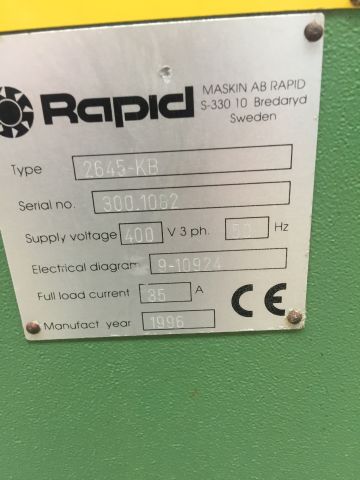 Rapid
MASKIN AB RAPID
S-330 10 Bredaryd
Sweden
Type 2645-KB
Serial no. 300.1082
Supply voltage 400 V 3 ph. 50 Hz
Electrical diagram 9-10924
Full load current 35 A
Manufact year 1996
CE